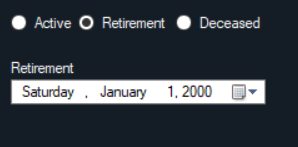 Active Retirement Deceased
Retirement
Saturday , January 1, 2000